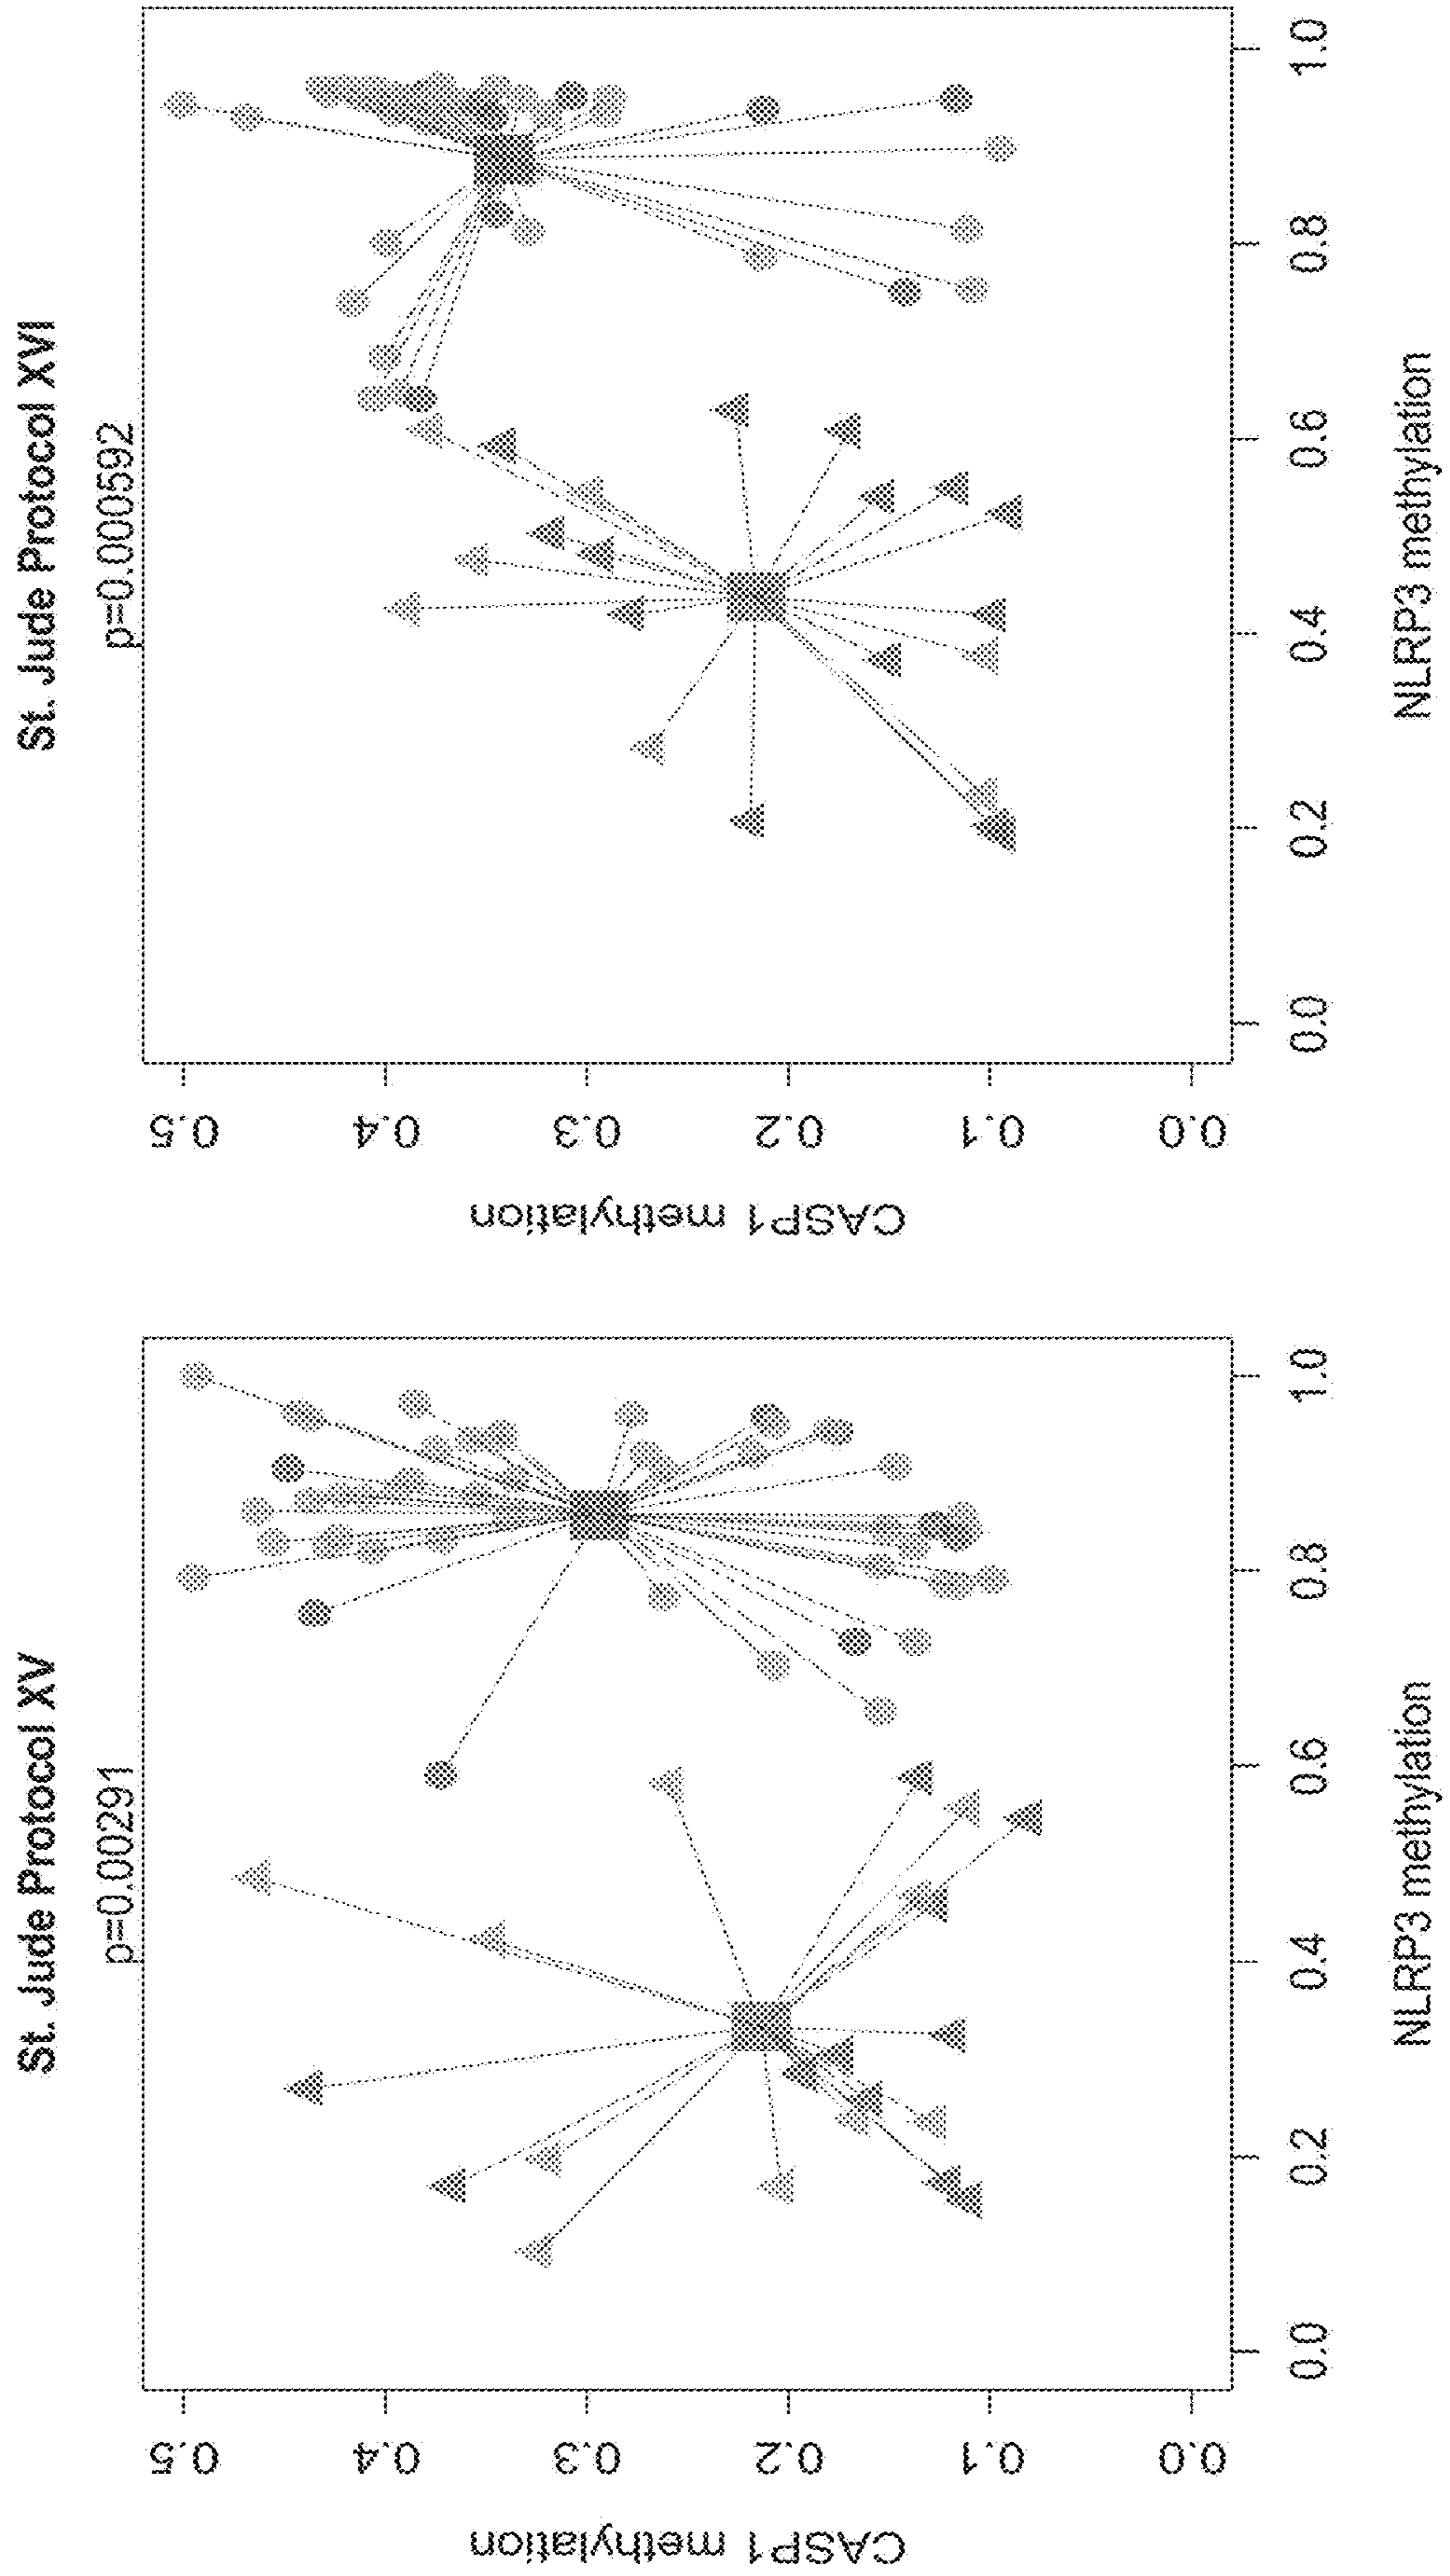 St. Jude Protocol XV
p=0.00291
CASP1 methylation
0.5
0.4
0.3
0.2
0.1
0.0
0.0 0.2 0.4 0.6 0.8 1.0
NLRP3 methylation
St. Jude Protocol XVI
p=0.000592
CASP1 methylation
0.5
0.4
0.3
0.2
0.1
0.0
0.0 0.2 0.4 0.6 0.8 1.0
NLRP3 methylation